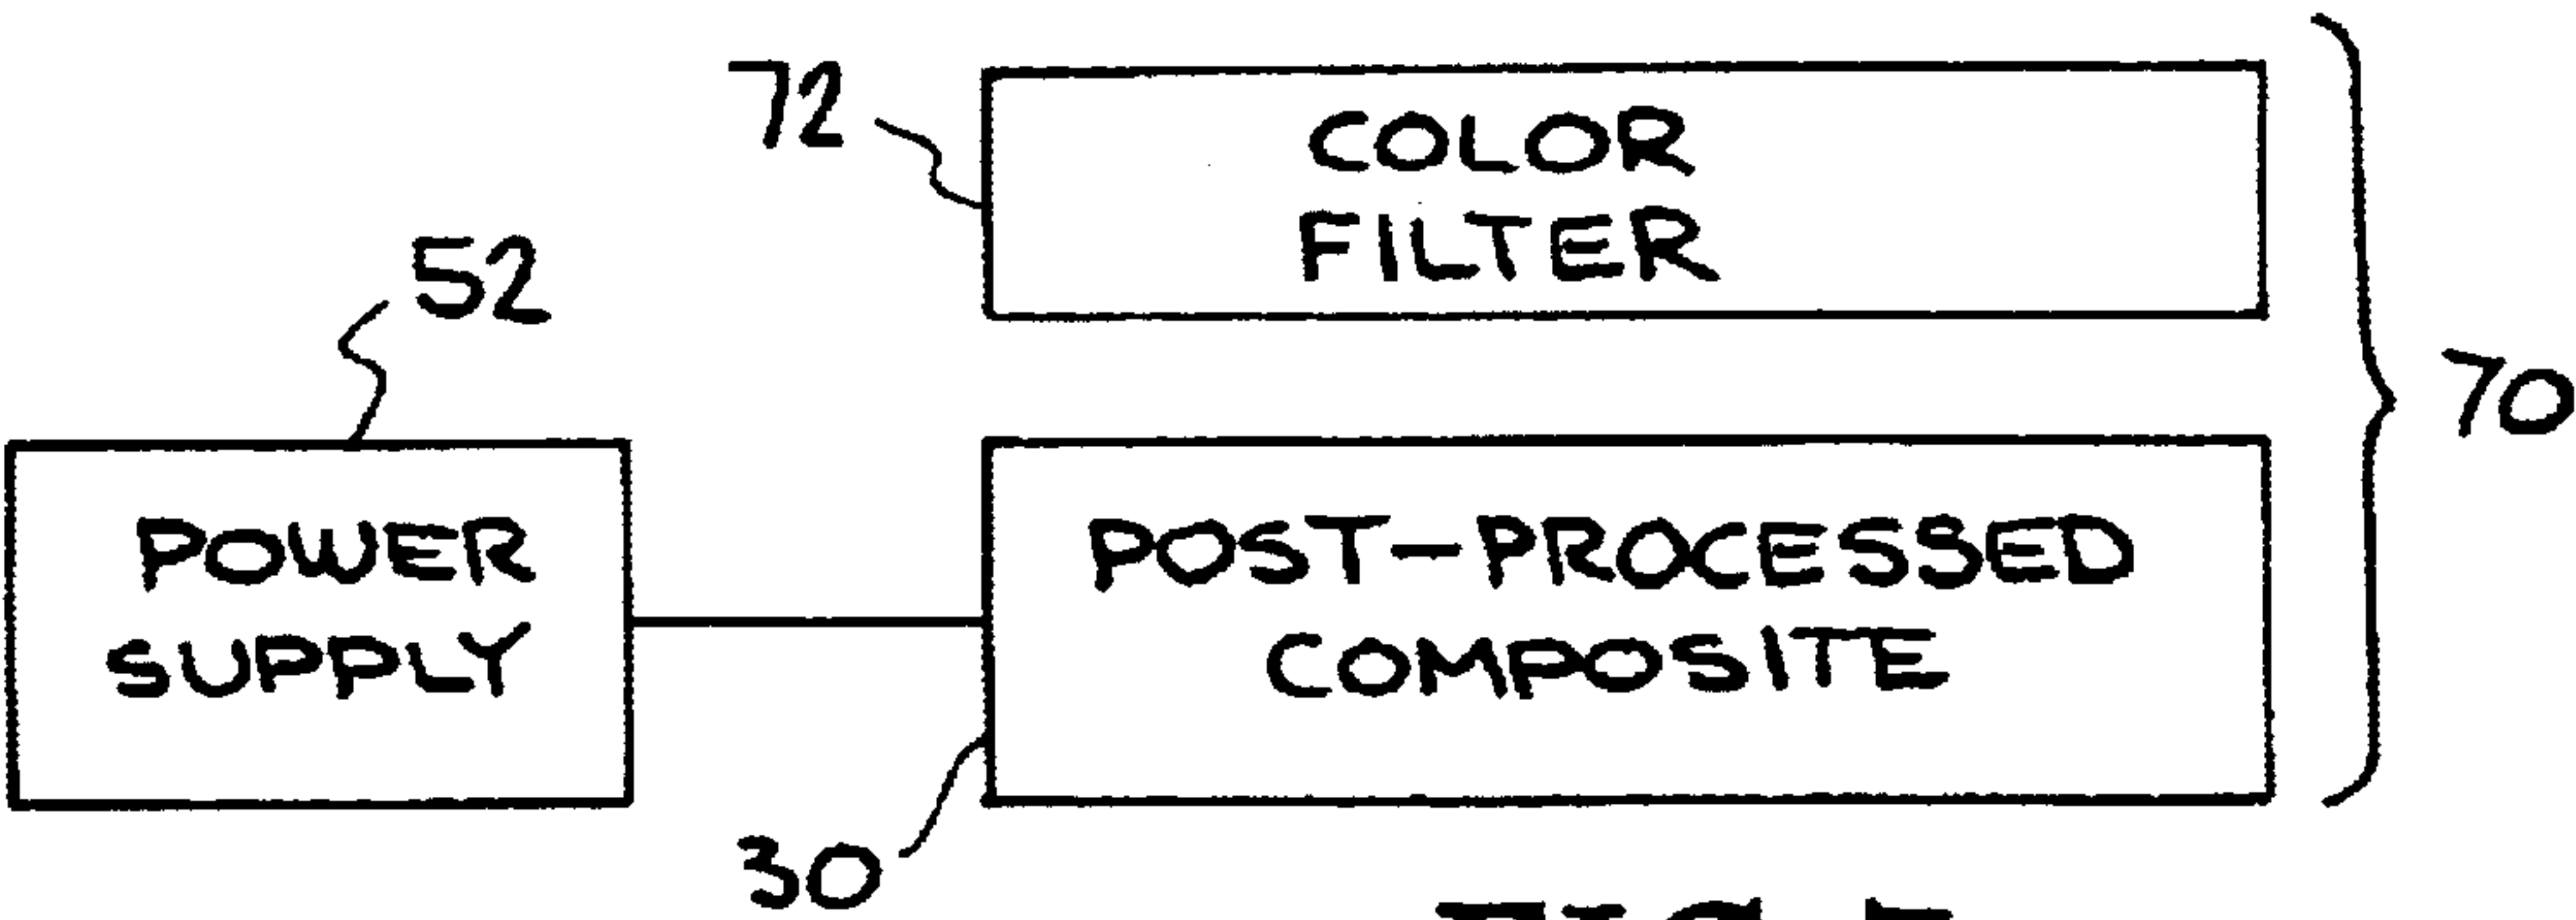 72
COLOR
FILTER
52
70
POWER
SUPPLY
POST-PROCESSED
COMPOSITE
30